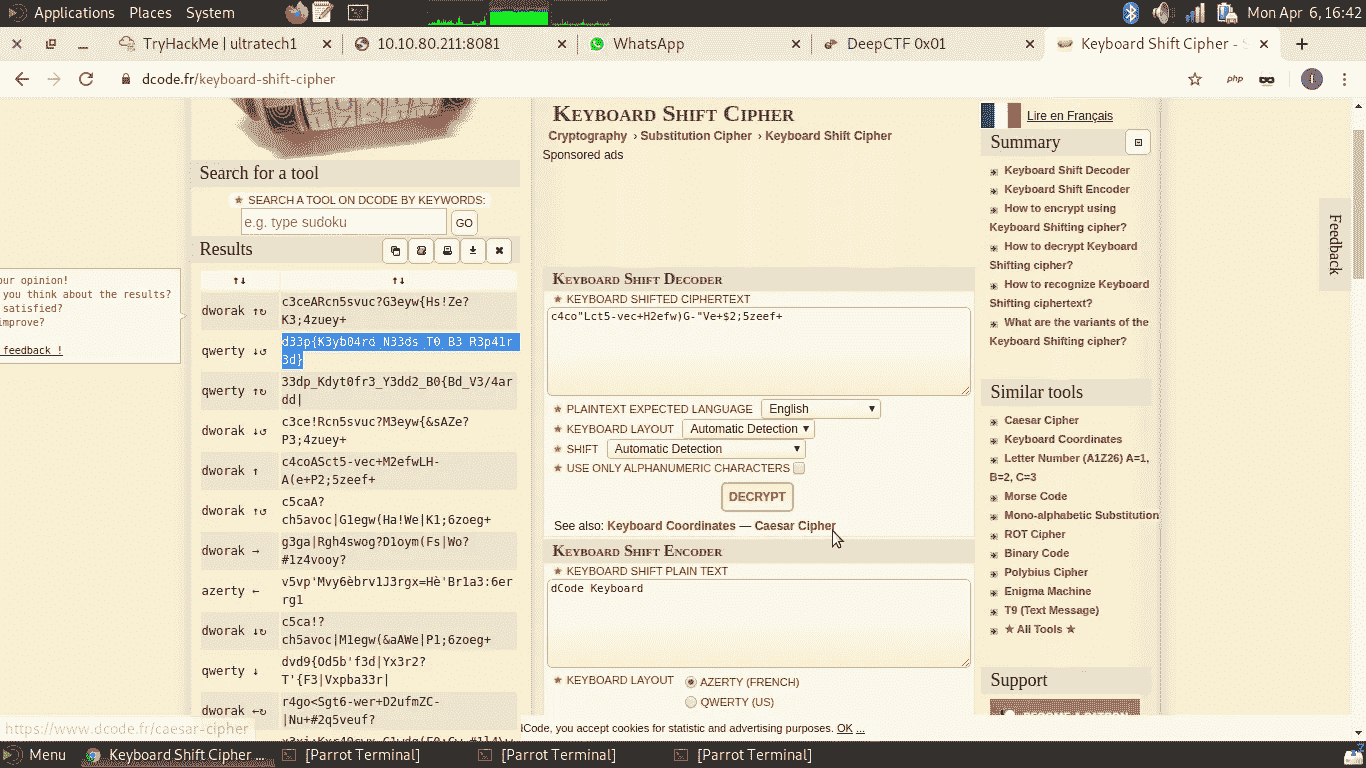 Applications Places System
Mon Apr 6, 16:42
TryHackMe | ultratech1
10.10.80.211:8081
WhatsApp
DeepCTF 0x01
Keyboard Shift Cipher -
dcode.fr/keyboard-shift-cipher
php
Search for a tool
SEARCH A TOOL ON DCODE BY KEYWORDS:
e.g. type sudoku
GO
Results
our opinion!
you think about the results?
satisfied?
improve?
feedback !
↑↓ ↑↓
dworak ↑↻ c3ceARcn5svuc?G3eyw{Hs!Ze?
K3;4zuey+
qwerty ↓↺ d33p{K3yb04rd_N33ds_T0_B3_R3p41r
3d}
qwerty ↑↻ 33dp_Kdyt0fr3_Y3dd2_B0{Bd_V3/4ar
dd|
dworak ↓↺ c3ce!Rcn5svuc?M3eyw{&sAZe?
P3;4zuey+
dworak ↑ c4coASct5-vec+M2efwLH-
A(e+P2;5zeef+
dworak ↑↺ c5caA?
ch5avoc|G1egw(Ha!We|K1;6zoeg+
dworak → g3ga|Rgh4swog?D1oym(Fs|Wo?
#1z4vooy?
azerty ← v5vp'Mvy6èbrv1J3rgx=Hè'Br1a3:6er
rg1
dworak ↓↻ c5ca!?
ch5avoc|M1egw(&aAWe|P1;6zoeg+
qwerty ↓ dvd9{Od5b'f3d|Yx3r2?
T'{F3|Vxpba33r|
dworak ←↻ r4go<Sgt6-wer+D2ufmZC-
|Nu+#2q5veuf?
https://www.dcode.fr/caesar-cipher
KEYBOARD SHIFT CIPHER
Cryptography › Substitution Cipher › Keyboard Shift Cipher
Sponsored ads
KEYBOARD SHIFT DECODER
KEYBOARD SHIFTED CIPHERTEXT
c4co"Lct5-vec+H2efw)G-"Ve+$2;5zeef+
PLAINTEXT EXPECTED LANGUAGE English
KEYBOARD LAYOUT Automatic Detection
SHIFT Automatic Detection
USE ONLY ALPHANUMERIC CHARACTERS
DECRYPT
See also: Keyboard Coordinates — Caesar Cipher
KEYBOARD SHIFT ENCODER
KEYBOARD SHIFT PLAIN TEXT
dCode Keyboard
KEYBOARD LAYOUT AZERTY (FRENCH)
QWERTY (US)
dCode, you accept cookies for statistic and advertising purposes. OK ...
Lire en Français
Summary
Keyboard Shift Decoder
Keyboard Shift Encoder
How to encrypt using
Keyboard Shifting cipher?
How to decrypt Keyboard
Shifting cipher?
How to recognize Keyboard
Shifting ciphertext?
What are the variants of the
Keyboard Shifting cipher?
Similar tools
Caesar Cipher
Keyboard Coordinates
Letter Number (A1Z26) A=1,
B=2, C=3
Morse Code
Mono-alphabetic Substitution
ROT Cipher
Binary Code
Polybius Cipher
Enigma Machine
T9 (Text Message)
★ All Tools ★
Support
Feedback
Menu
Keyboard Shift Cipher ...
[Parrot Terminal]
[Parrot Terminal]
[Parrot Terminal]